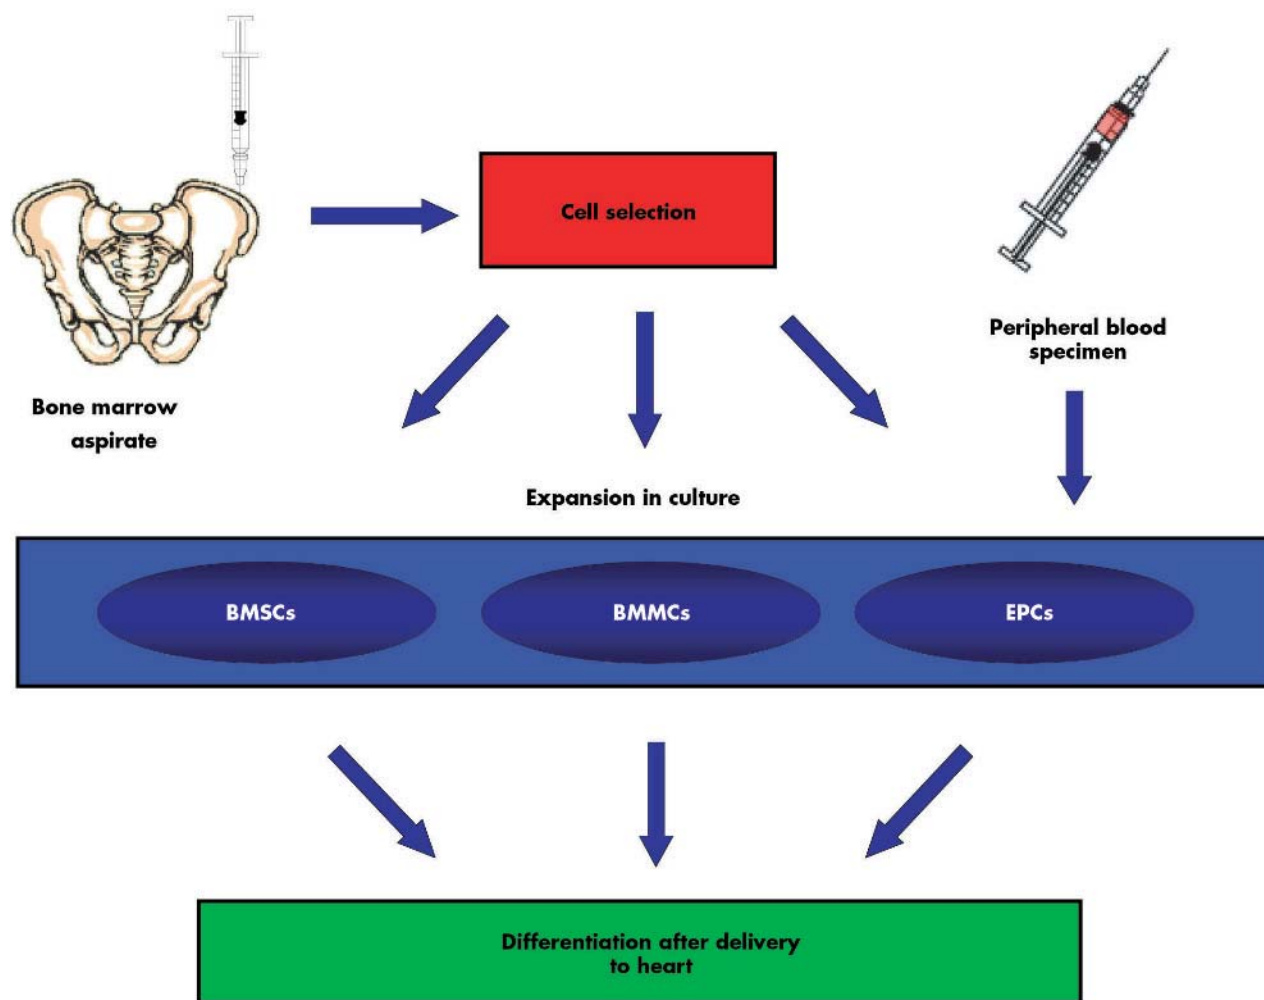 Cell selection
Peripheral blood
specimen
Bone marrow
aspirate
Expansion in culture
BMSCs
BMMCs
EPCs
Differentiation after delivery
to heart